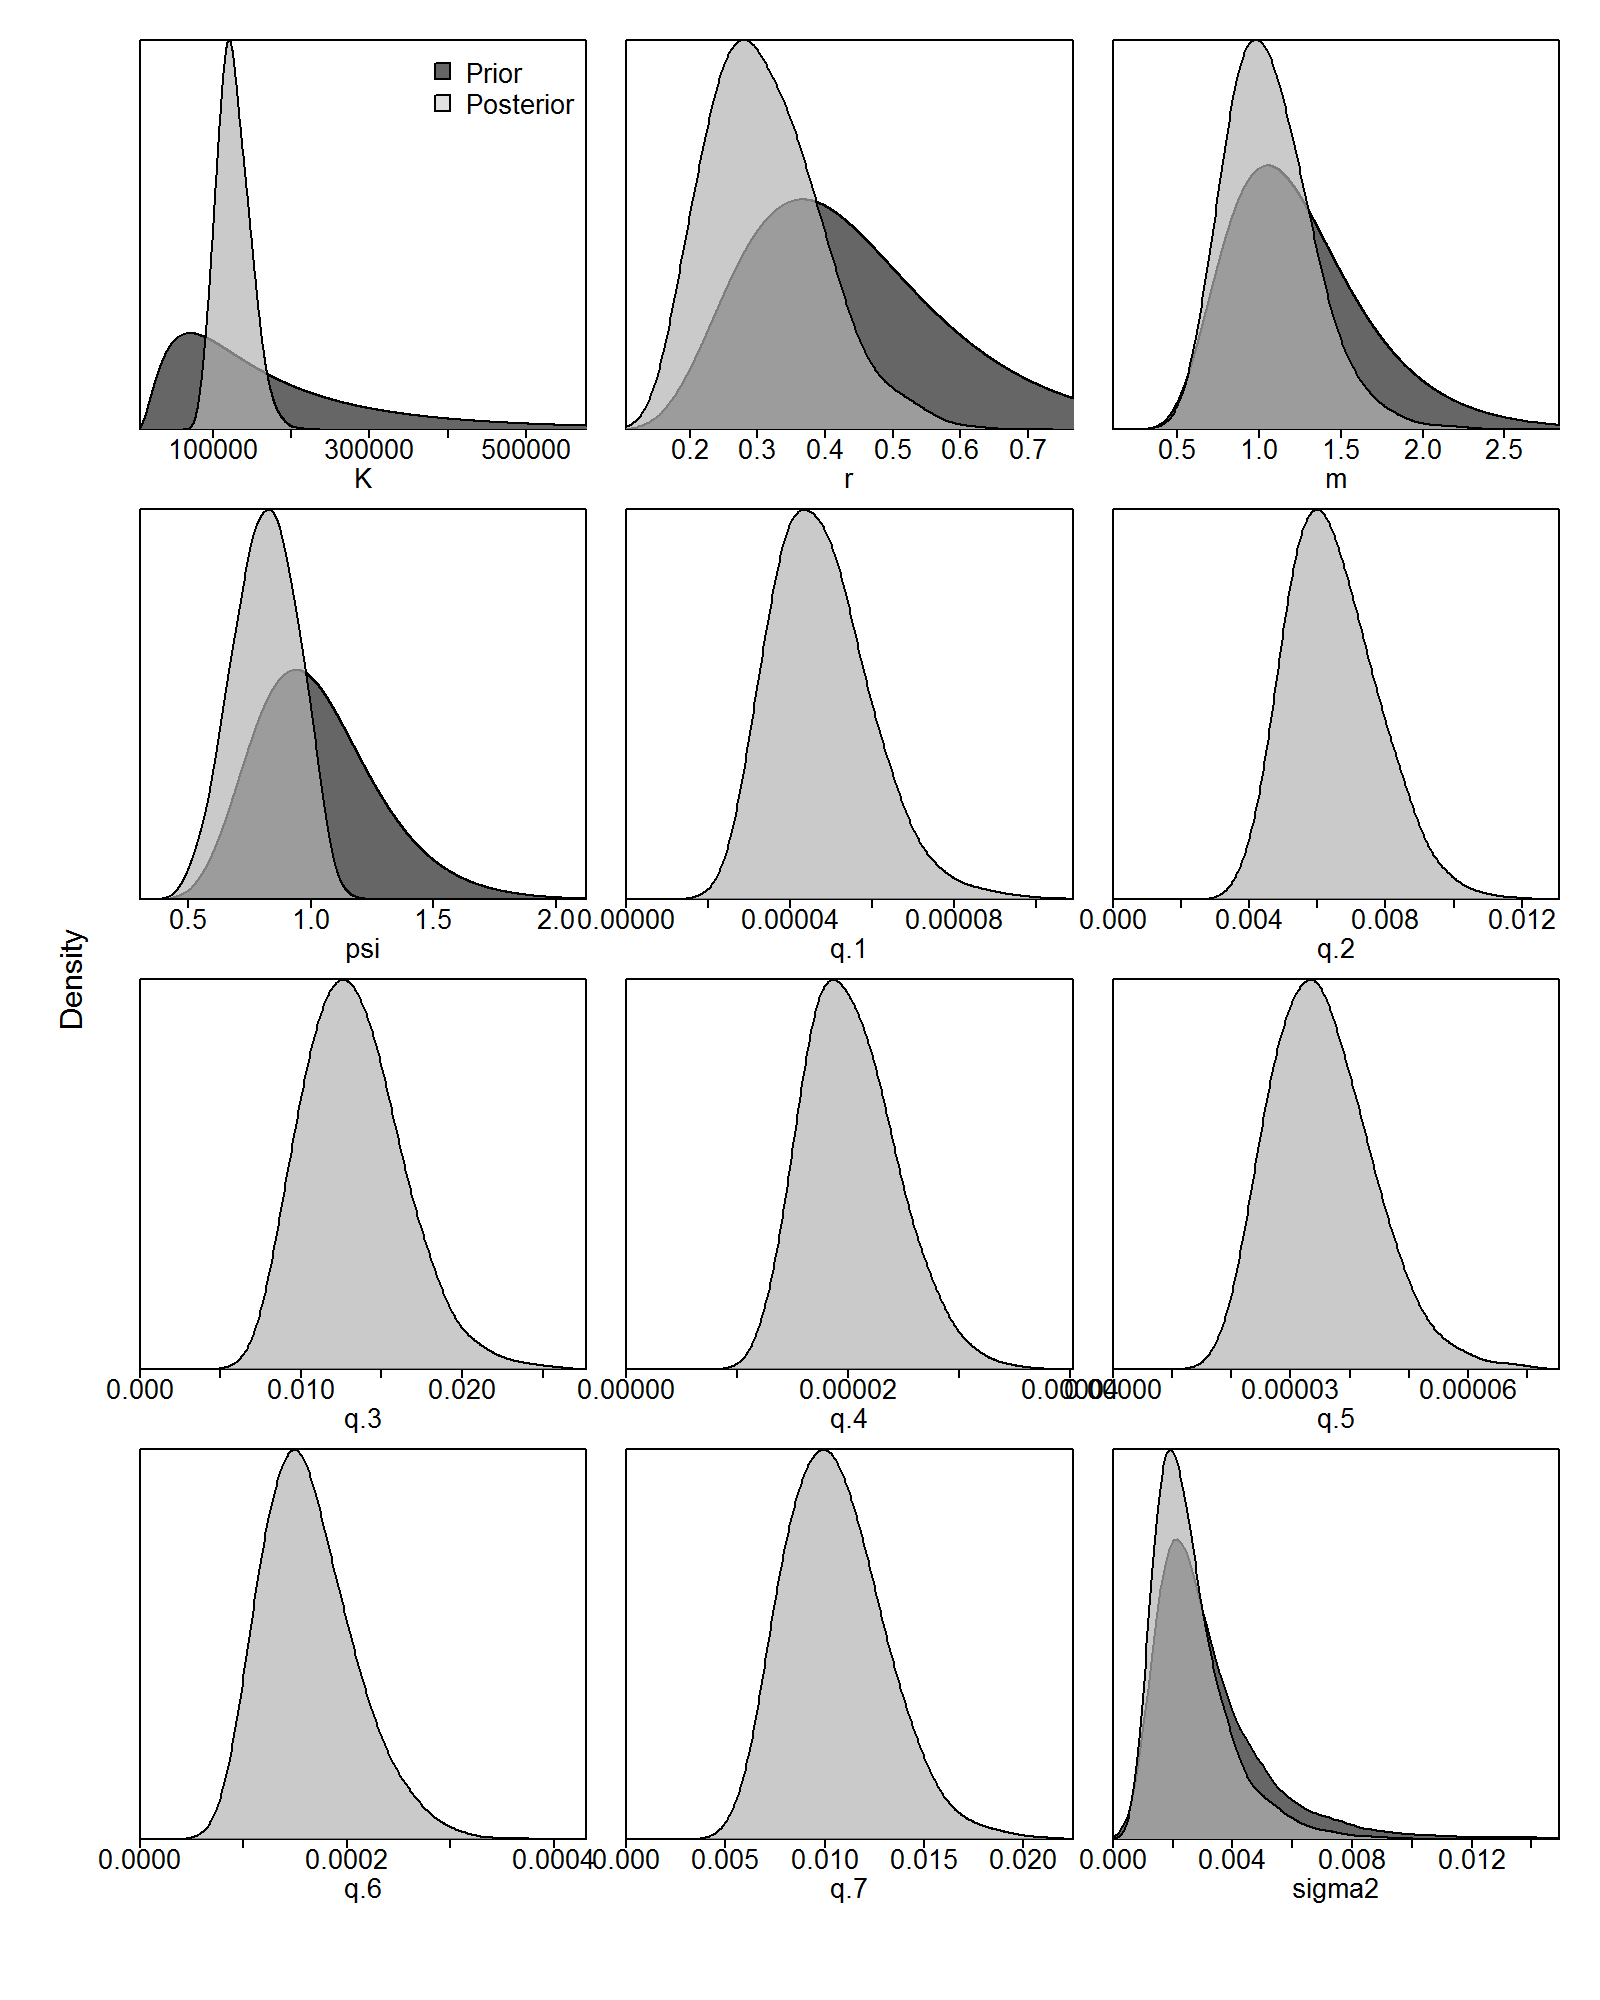 Prior
Posterior
100000 300000 500000
K
0.2 0.3 0.4 0.5 0.6 0.7
r
0.5 1.0 1.5 2.0 2.5
m
0.5 1.0 1.5 2.0
psi
0.00000 0.00004 0.00008
q.1
0.000 0.004 0.008 0.012
q.2
Density
0.000 0.010 0.020
q.3
0.00000 0.00002 0.00004
q.4
0.00000 0.00003 0.00006
q.5
0.0000 0.0002 0.0004
q.6
0.000 0.005 0.010 0.015 0.020
q.7
0.000 0.004 0.008 0.012
sigma2